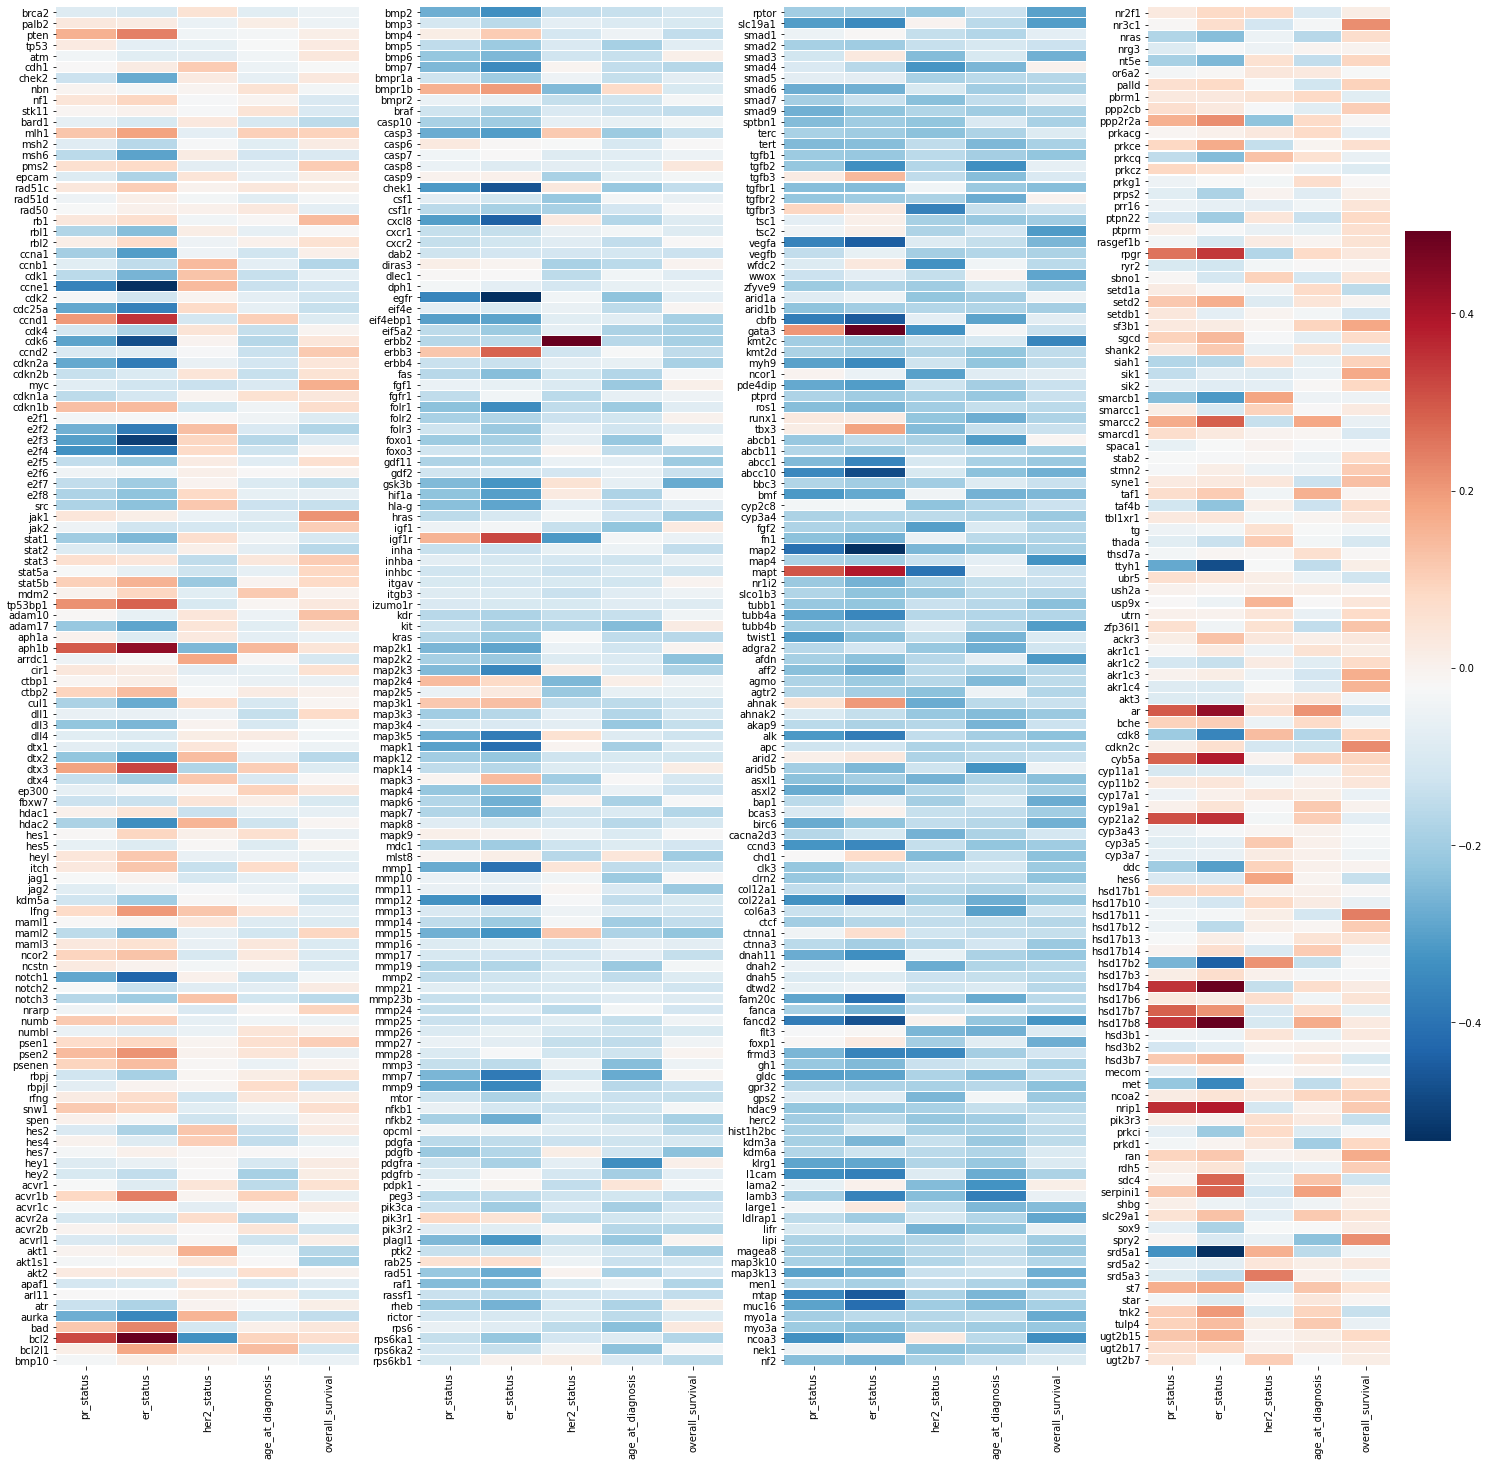 brca2
palb2
pten
tp53
atm
cdh1
chek2
nbn
nf1
stk11
bard1
mlh1
msh2
msh6
pms2
epcam
rad51c
rad51d
rad50
rb1
rbl1
rbl2
ccna1
ccnb1
cdk1
ccne1
cdk2
cdc25a
ccnd1
cdk4
cdk6
ccnd2
cdkn2a
cdkn2b
myc
cdkn1a
cdkn1b
e2f1
e2f2
e2f3
e2f4
e2f5
e2f6
e2f7
e2f8
src
jak1
jak2
stat1
stat2
stat3
stat5a
stat5b
mdm2
tp53bp1
adam10
adam17
aph1a
aph1b
arrdc1
cir1
ctbp1
ctbp2
cul1
dll1
dll3
dll4
dtx1
dtx2
dtx3
dtx4
ep300
fbxw7
hdac1
hdac2
hes1
hes5
heyl
itch
jag1
jag2
kdm5a
lfng
maml1
maml2
maml3
ncor2
ncstn
notch1
notch2
notch3
nrarp
numb
numbl
psen1
psen2
psenen
rbpj
rbpjl
rfng
snw1
spen
hes2
hes4
hes7
hey1
hey2
acvr1
acvr1b
acvr1c
acvr2a
acvr2b
acvrl1
akt1
akt1s1
akt2
apaf1
arl11
atr
aurka
bad
bcl2
bcl2l1
bmp10
pr_status
er_status
her2_status
age_at_diagnosis
overall_survival
bmp2
bmp3
bmp4
bmp5
bmp6
bmp7
bmpr1a
bmpr1b
bmpr2
braf
casp10
casp3
casp6
casp7
casp8
casp9
chek1
csf1
csf1r
cxcl8
cxcr1
cxcr2
dab2
diras3
dlec1
dph1
egfr
eif4e
eif4ebp1
eif5a2
erbb2
erbb3
erbb4
fas
fgf1
fgfr1
folr1
folr2
folr3
foxo1
foxo3
gdf11
gdf2
gsk3b
hif1a
hla-g
hras
igf1
igf1r
inha
inhba
inhbc
itgav
itgb3
izumo1r
kdr
kit
kras
map2k1
map2k2
map2k3
map2k4
map2k5
map3k1
map3k3
map3k4
map3k5
mapk1
mapk12
mapk14
mapk3
mapk4
mapk6
mapk7
mapk8
mapk9
mdc1
mlst8
mmp1
mmp10
mmp11
mmp12
mmp13
mmp14
mmp15
mmp16
mmp17
mmp19
mmp2
mmp21
mmp23b
mmp24
mmp25
mmp26
mmp27
mmp28
mmp3
mmp7
mmp9
mtor
nfkb1
nfkb2
opcml
pdgfa
pdgfb
pdgfra
pdgfrb
pdpk1
peg3
pik3ca
pik3r1
pik3r2
plagl1
ptk2
rab25
rad51
raf1
rassf1
rheb
rictor
rps6
rps6ka1
rps6ka2
rps6kb1
pr_status
er_status
her2_status
age_at_diagnosis
overall_survival
rptor
slc19a1
smad1
smad2
smad3
smad4
smad5
smad6
smad7
smad9
sptbn1
terc
tert
tgfb1
tgfb2
tgfb3
tgfbr1
tgfbr2
tgfbr3
tsc1
tsc2
vegfa
vegfb
wfdc2
wwox
zfyve9
arid1a
arid1b
cbfb
gata3
kmt2c
kmt2d
myh9
ncor1
pde4dip
ptprd
ros1
runx1
tbx3
abcb1
abcb11
abcc1
abcc10
bbc3
bmf
cyp2c8
cyp3a4
fgf2
fn1
map2
map4
mapt
nr1i2
slco1b3
tubb1
tubb4a
tubb4b
twist1
adgra2
afdn
aff2
agmo
agtr2
ahnak
ahnak2
akap9
alk
apc
arid2
arid5b
asxl1
asxl2
bap1
bcas3
birc6
cacna2d3
ccnd3
chd1
clk3
clrn2
col12a1
col22a1
col6a3
ctcf
ctnna1
ctnna3
dnah11
dnah2
dnah5
dtwd2
fam20c
fanca
fancd2
flt3
foxp1
frmd3
gh1
gldc
gpr32
gps2
hdac9
herc2
hist1h2bc
kdm3a
kdm6a
klrg1
l1cam
lama2
lamb3
large1
ldlrap1
lifr
lipi
magea8
map3k10
map3k13
men1
mtap
muc16
myo1a
myo3a
ncoa3
nek1
nf2
pr_status
er_status
her2_status
age_at_diagnosis
overall_survival
nr2f1
nr3c1
nras
nrg3
nt5e
or6a2
palld
pbrm1
ppp2cb
ppp2r2a
prkacg
prkce
prkcq
prkcz
prkg1
prps2
prr16
ptpn22
ptprm
rasgef1b
rpgr
ryr2
sbno1
setd1a
setd2
setdb1
sf3b1
sgcd
shank2
siah1
sik1
sik2
smarcb1
smarcc1
smarcc2
smarcd1
spaca1
stab2
stmn2
syne1
taf1
taf4b
tbl1xr1
tg
thada
thsd7a
ttyh1
ubr5
ush2a
usp9x
utrn
zfp36l1
ackr3
akr1c1
akr1c2
akr1c3
akr1c4
akt3
ar
bche
cdk8
cdkn2c
cyb5a
cyp11a1
cyp11b2
cyp17a1
cyp19a1
cyp21a2
cyp3a43
cyp3a5
cyp3a7
ddc
hes6
hsd17b1
hsd17b10
hsd17b11
hsd17b12
hsd17b13
hsd17b14
hsd17b2
hsd17b3
hsd17b4
hsd17b6
hsd17b7
hsd17b8
hsd3b1
hsd3b2
hsd3b7
mecom
met
ncoa2
nrip1
pik3r3
prkci
prkd1
ran
rdh5
sdc4
serpini1
shbg
slc29a1
sox9
spry2
srd5a1
srd5a2
srd5a3
st7
star
tnk2
tulp4
ugt2b15
ugt2b17
ugt2b7
pr_status
er_status
her2_status
age_at_diagnosis
overall_survival
0.4
0.2
0.0
−0.2
−0.4